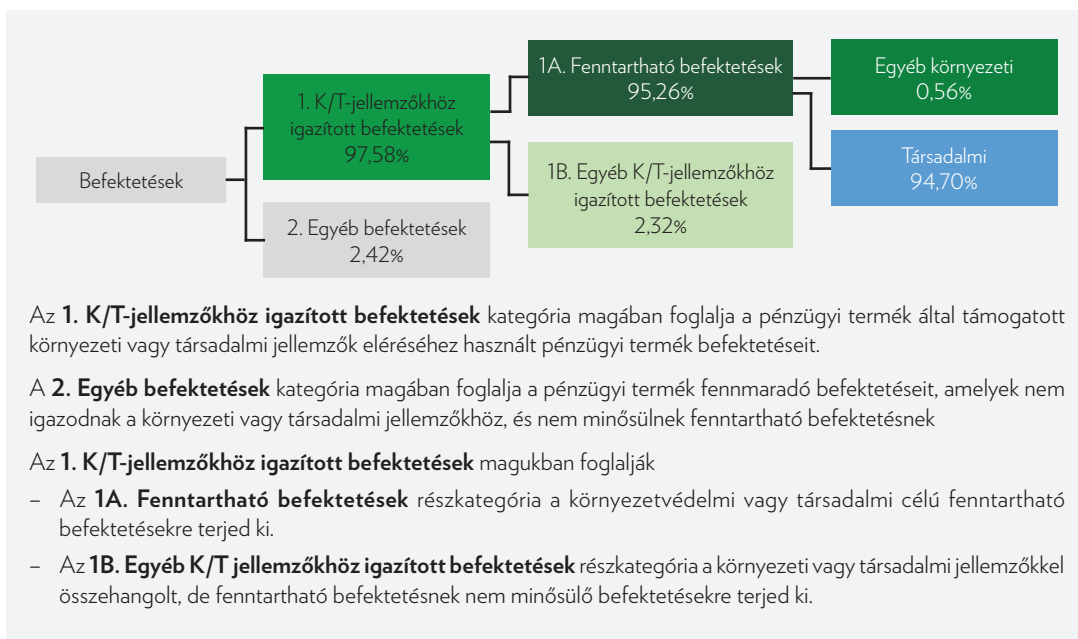 1A. Fenntartható befektetések
95,26%
Egyéb környezeti
0,56%
1. K/T-jellemzőkhöz
igazított befektetések
97,58%
Társadalmi
94,70%
Befektetések
1B. Egyéb K/T-jellemzőkhöz
igazított befektetések
2,32%
2. Egyéb befektetések
2,42%
Az 1. K/T-jellemzőkhöz igazított befektetések kategória magában foglalja a pénzügyi termék által támogatott
környezeti vagy társadalmi jellemzők eléréséhez használt pénzügyi termék befektetéseit.
A 2. Egyéb befektetések kategória magában foglalja a pénzügyi termék fennmaradó befektetéseit, amelyek nem
igazodnak a környezeti vagy társadalmi jellemzőkhöz, és nem minősülnek fenntartható befektetésnek
Az 1. K/T-jellemzőkhöz igazított befektetések magukban foglalják
– Az 1A. Fenntartható befektetések részkategória a környezetvédelmi vagy társadalmi célú fenntartható
befektetésekre terjed ki.
– Az 1B. Egyéb K/T jellemzőkhöz igazított befektetések részkategória a környezeti vagy társadalmi jellemzőkkel
összehangolt, de fenntartható befektetésnek nem minősülő befektetésekre terjed ki.